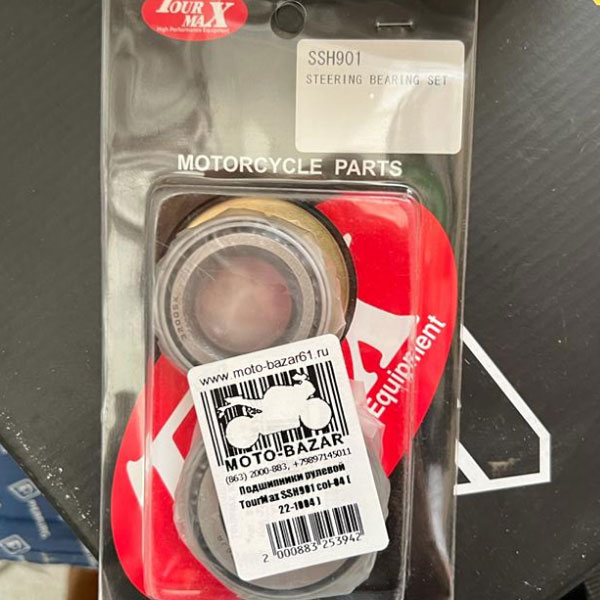 TOUR MAX
High Performance Equipment
SSH901
STEERING BEARING SET
MOTORCYCLE PARTS
Equipment
www.moto-bazar61.ru
MOTO-BAZAR
(863) 2000-883, +79897145011
Подшипники рулевой
TourMax SSH901 col-04 (
22-1004 )
2 000883 253942